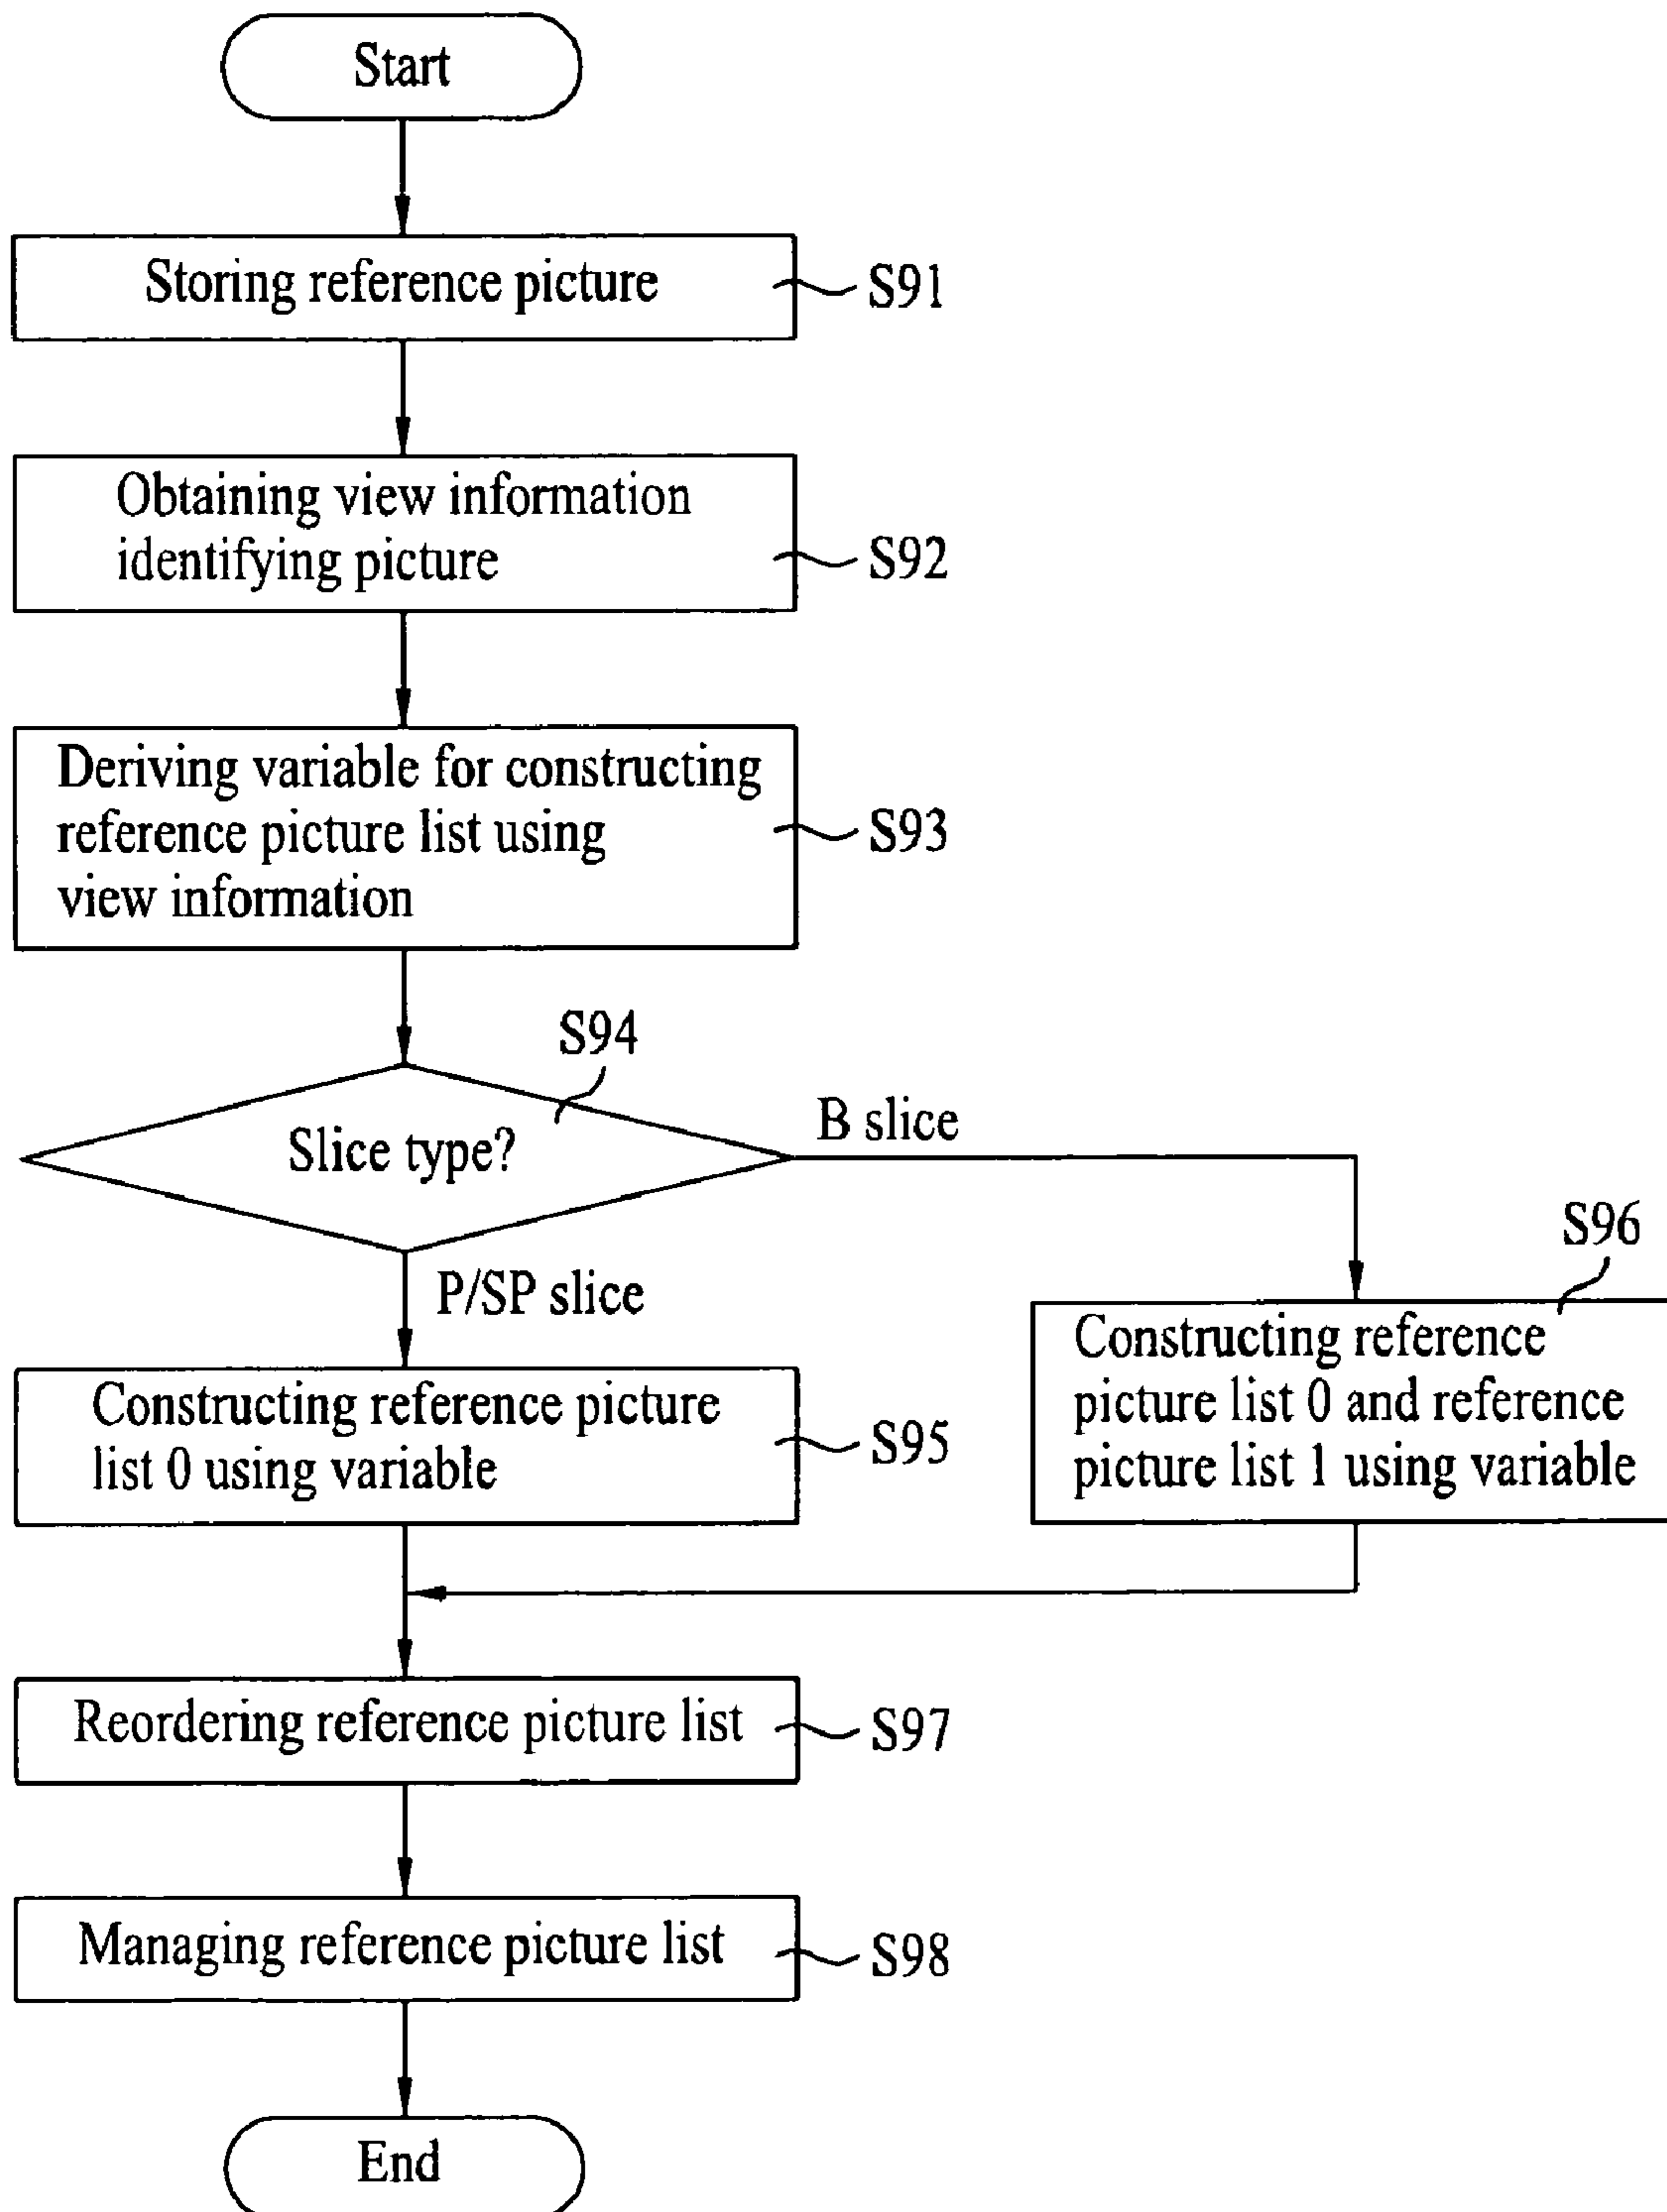 Start
Storing reference picture
S91
Obtaining view information
identifying picture
S92
Deriving variable for constructing
reference picture list using
view information
S93
S94
Slice type?
B slice
P/SP slice
S96
Constructing reference
picture list 0 and reference
picture list 1 using variable
Constructing reference picture
list 0 using variable
S95
Reordering reference picture list
S97
Managing reference picture list
S98
End